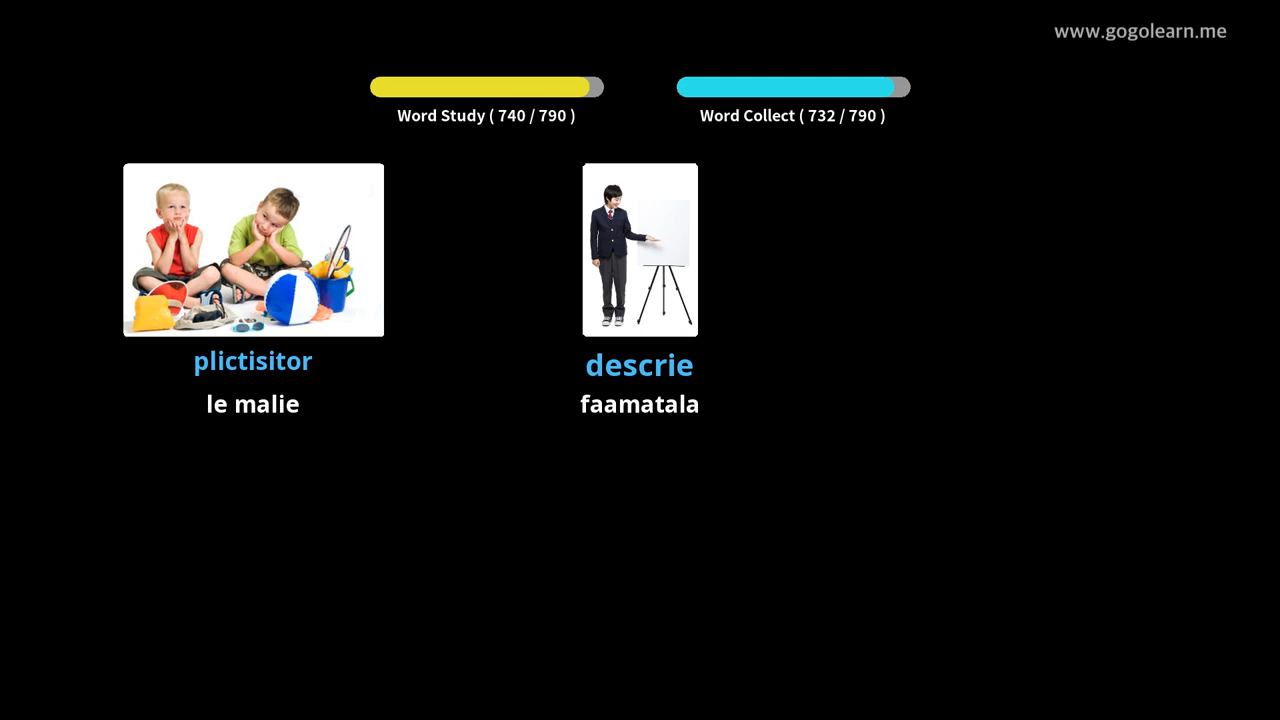 www.gogolearn.me
Word Study ( 740 / 790 )
Word Collect ( 732 / 790 )
plictisitor
le malie
descrie
faamatala